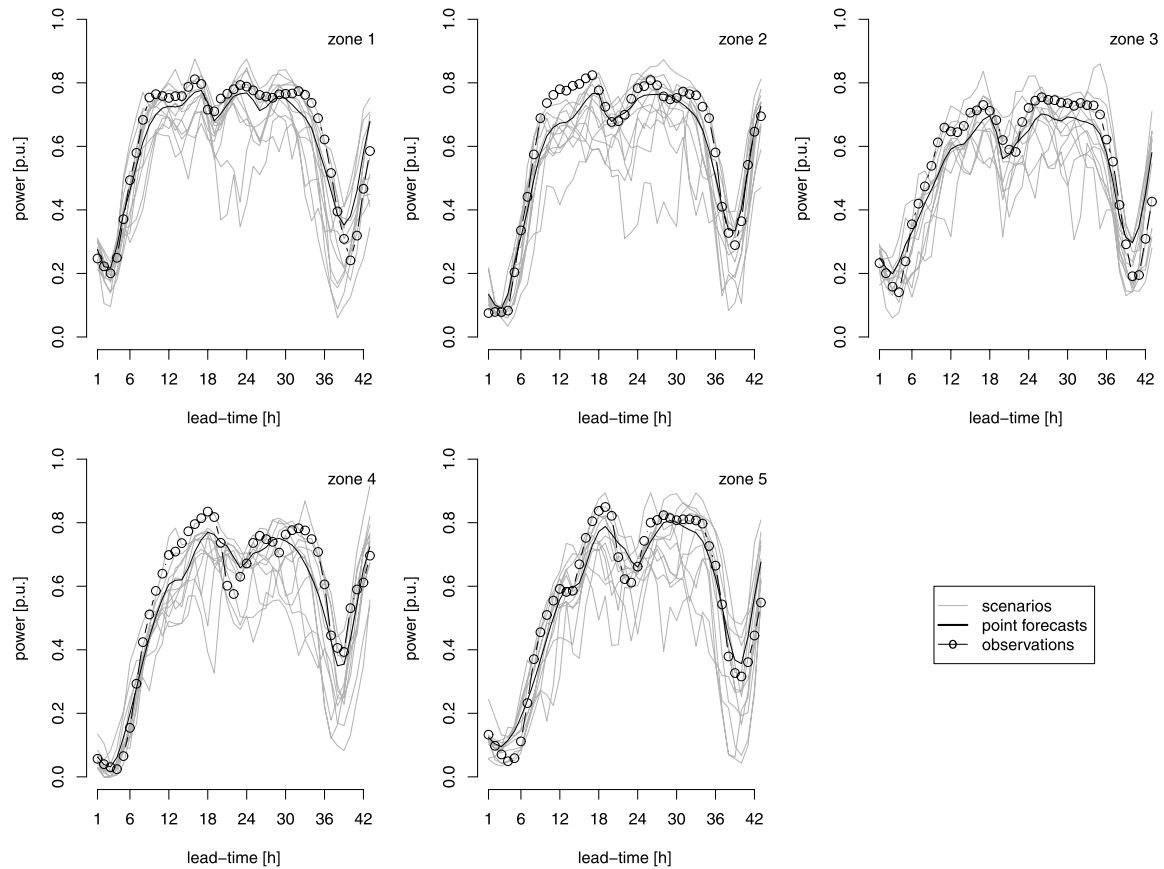 zone 1
power [p.u.]
0.0 0.2 0.4 0.6 0.8 1.0
1 6 12 18 24 30 36 42
lead−time [h]
zone 2
power [p.u.]
0.0 0.2 0.4 0.6 0.8 1.0
1 6 12 18 24 30 36 42
lead−time [h]
zone 3
power [p.u.]
0.0 0.2 0.4 0.6 0.8 1.0
1 6 12 18 24 30 36 42
lead−time [h]
zone 4
power [p.u.]
0.0 0.2 0.4 0.6 0.8 1.0
1 6 12 18 24 30 36 42
lead−time [h]
zone 5
power [p.u.]
0.0 0.2 0.4 0.6 0.8 1.0
1 6 12 18 24 30 36 42
lead−time [h]
scenarios
point forecasts
observations